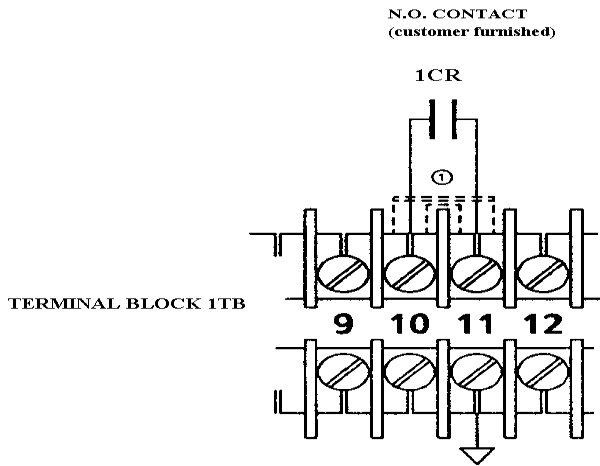 N.O. CONTACT
(customer furnished)
1CR
1
TERMINAL BLOCK 1TB
9 10 11 12